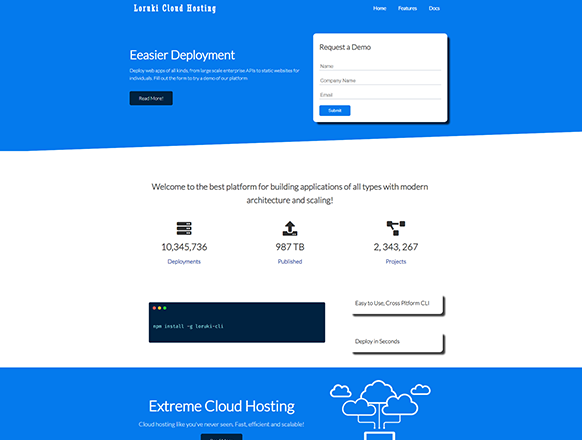 Loruki Cloud Hosting
Home Features Docs
Eeasier Deployment
Deploy web apps of all kinds, from large scale enterprise APIs to static websites for
individuals. Fill out the form to try a demo of our platform
Read More!
Request a Demo
Name
Company Name
Email
Submit
Welcome to the best platform for building applications of all types with modern
architecture and scaling!
10,345,736
Deployments
987 TB
Published
2, 343, 267
Projects
npm install -g loruki-cli
Easy to Use, Cross Pltform CLI
Deploy in Seconds
Extreme Cloud Hosting
Cloud hosting like you've never seen. Fast, efficient and scalable!